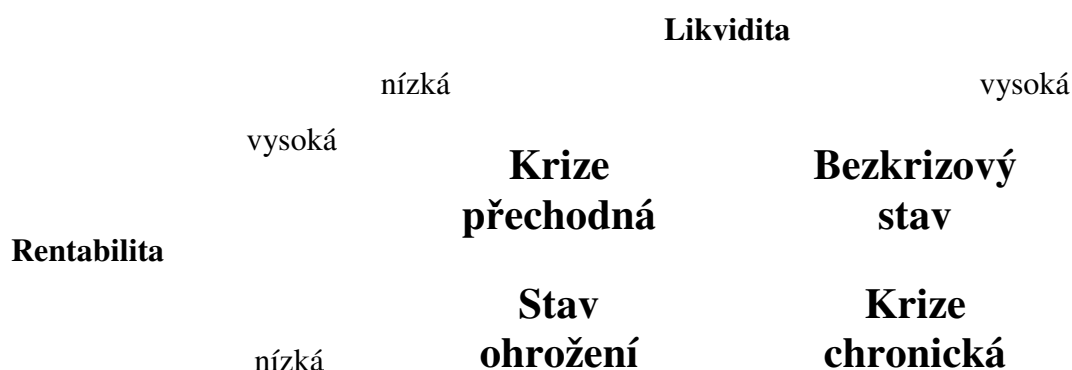 Likvidita
nízká vysoká
vysoká
Krize Bezkrizový
přechodná stav
Rentabilita
Stav Krize
ohrožení chronická
nízká